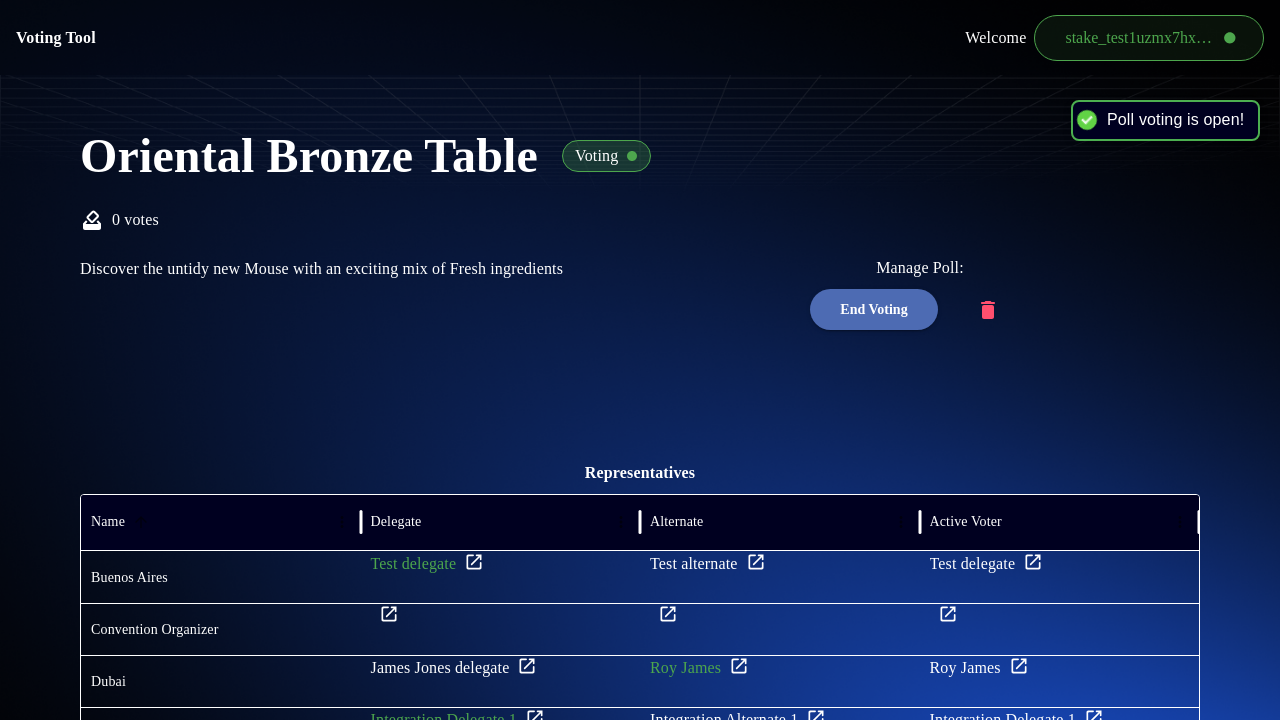 Voting Tool
Welcome
stake_test1uzmx7hx…
Poll voting is open!
Oriental Bronze Table
Voting
0 votes
Discover the untidy new Mouse with an exciting mix of Fresh ingredients
Manage Poll:
End Voting
Representatives
Name Delegate Alternate Active Voter
Buenos Aires Test delegate Test alternate Test delegate
Convention Organizer
Dubai James Jones delegate Roy James Roy James
Integration Delegate 1 Integration Alternate 1 Integration Delegate 1